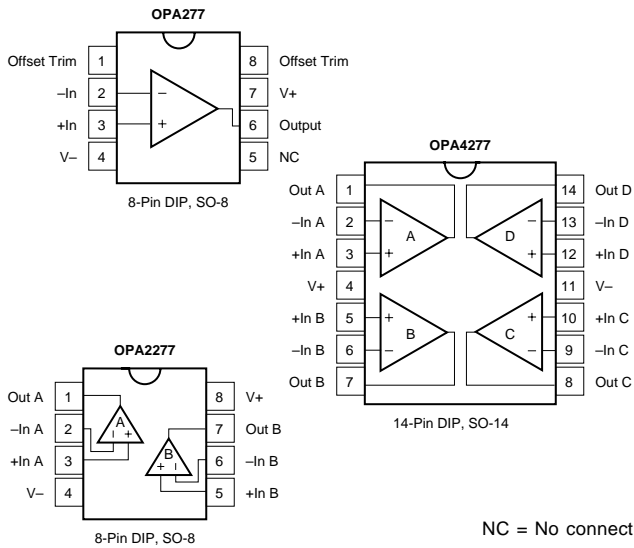 OPA277
Offset Trim 1 8 Offset Trim
–In 2 – 7 V+
+In 3 + 6 Output
V– 4 5 NC
8-Pin DIP, SO-8
OPA4277
Out A 1 14 Out D
–In A 2 – – 13 –In D
A D
+In A 3 + + 12 +In D
V+ 4 11 V–
+In B 5 + + 10 +In C
B C
–In B 6 – – 9 –In C
Out B 7 8 Out C
14-Pin DIP, SO-14
OPA2277
Out A 1 8 V+
A
–In A 2 – + 7 Out B
B
+In A 3 + – 6 –In B
V– 4 5 +In B
8-Pin DIP, SO-8
NC = No connect